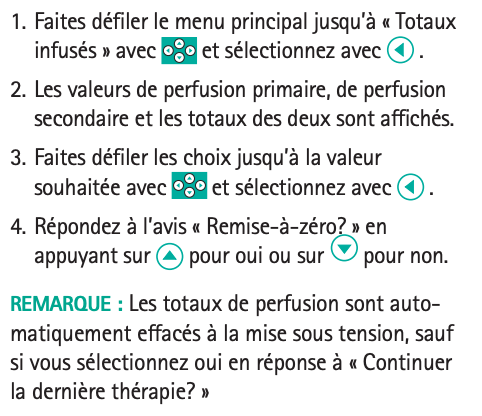 1. Faites défiler le menu principal jusqu'à « Totaux
infusés » avec et sélectionnez avec .
2. Les valeurs de perfusion primaire, de perfusion
secondaire et les totaux des deux sont affichés.
3. Faites défiler les choix jusqu'à la valeur
souhaitée avec et sélectionnez avec .
4. Répondez à l'avis « Remise-à-zéro? » en
appuyant sur pour oui ou sur pour non.
REMARQUE : Les totaux de perfusion sont auto-
matiquement effacés à la mise sous tension, sauf
si vous sélectionnez oui en réponse à « Continuer
la dernière thérapie? »